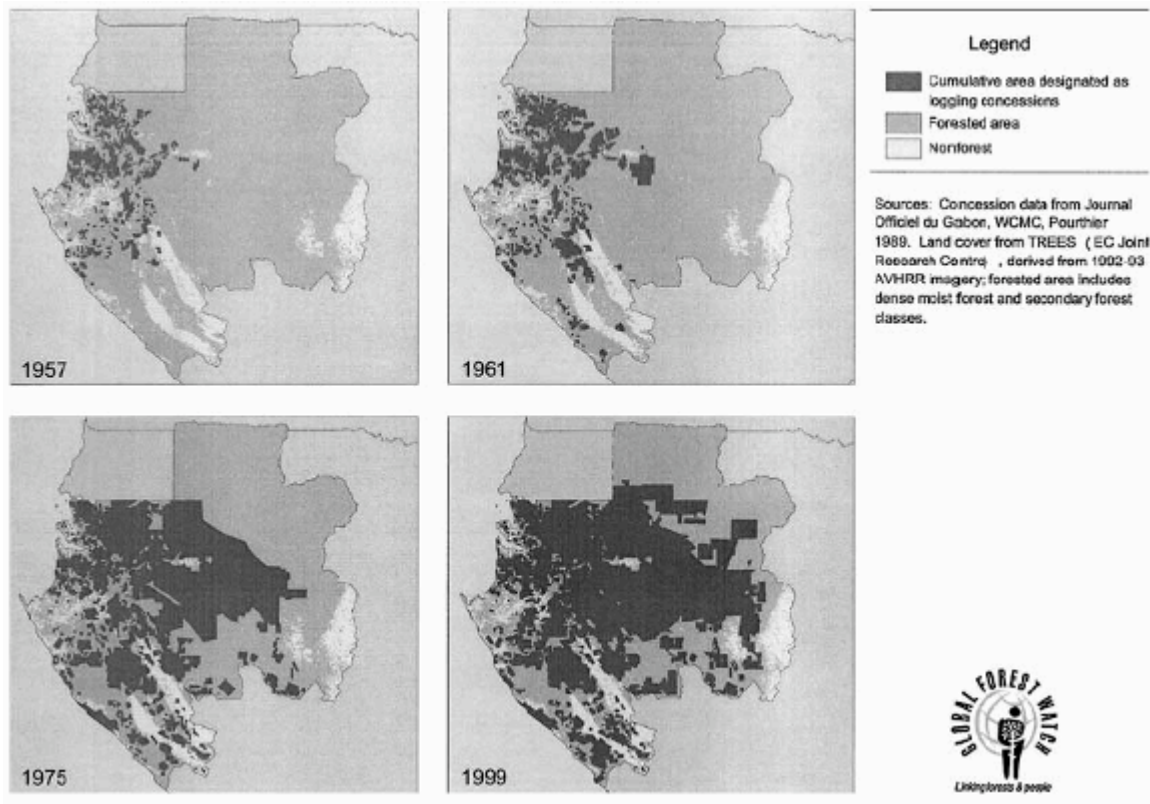 1957
1961
1975
1999
Legend
Cumulative area designated as
logging concessions
Forested area
Nonforest
Sources: Concession data from Journal
Officiel du Gabon, WCMC, Pourthier
1989. Land cover from TREES ( EC Joint
Research Centre) , derived from 1992-93
AVHRR imagery; forested area includes
dense moist forest and secondary forest
classes.
GLOBAL FOREST WATCH
Linking forests & people